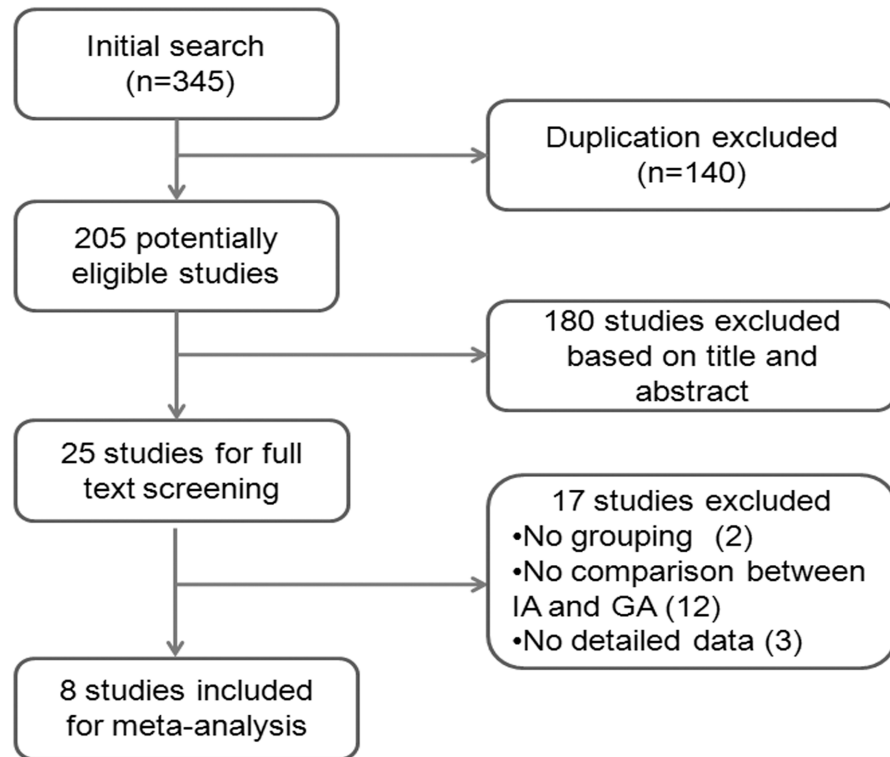 Initial search
(n=345)
Duplication excluded
(n=140)
205 potentially
eligible studies
180 studies excluded
based on title and
abstract
25 studies for full
text screening
17 studies excluded
•No grouping (2)
•No comparison between
IA and GA (12)
•No detailed data (3)
8 studies included
for meta-analysis